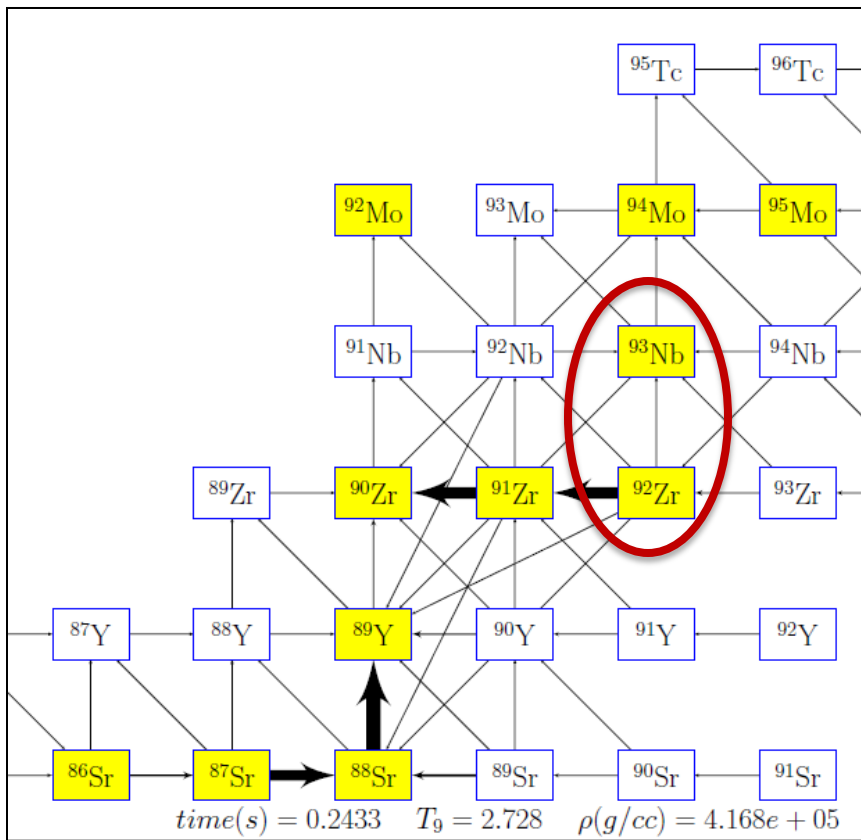 ⁹⁵Tc ⁹⁶Tc
⁹²Mo ⁹³Mo ⁹⁴Mo ⁹⁵Mo
⁹¹Nb ⁹²Nb ⁹³Nb ⁹⁴Nb
⁸⁹Zr ⁹⁰Zr ⁹¹Zr ⁹²Zr ⁹³Zr
⁸⁷Y ⁸⁸Y ⁸⁹Y ⁹⁰Y ⁹¹Y ⁹²Y
⁸⁶Sr ⁸⁷Sr ⁸⁸Sr ⁸⁹Sr ⁹⁰Sr ⁹¹Sr
time(s) = 0.2433 T₉ = 2.728 ρ(g/cc) = 4.168e + 05